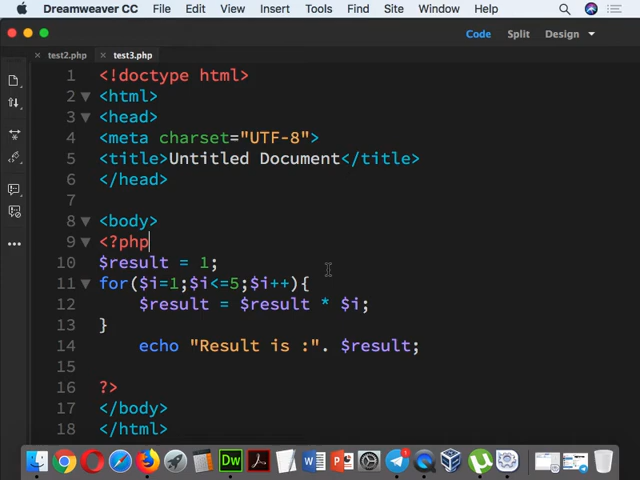 Dreamweaver CC File Edit View Insert Tools Find Site Window Help
Code Split Design
test2.php test3.php
1 <!doctype html>
2 <html>
3 <head>
4 <meta charset="UTF-8">
5 <title>Untitled Document</title>
6 </head>
7
8 <body>
9 <?php
10 $result = 1;
11 for($i=1;$i<=5;$i++){
12 $result = $result * $i;
13 }
14 echo "Result is :". $result;
15
16 ?>
17 </body>
18 </html>
Dw W P